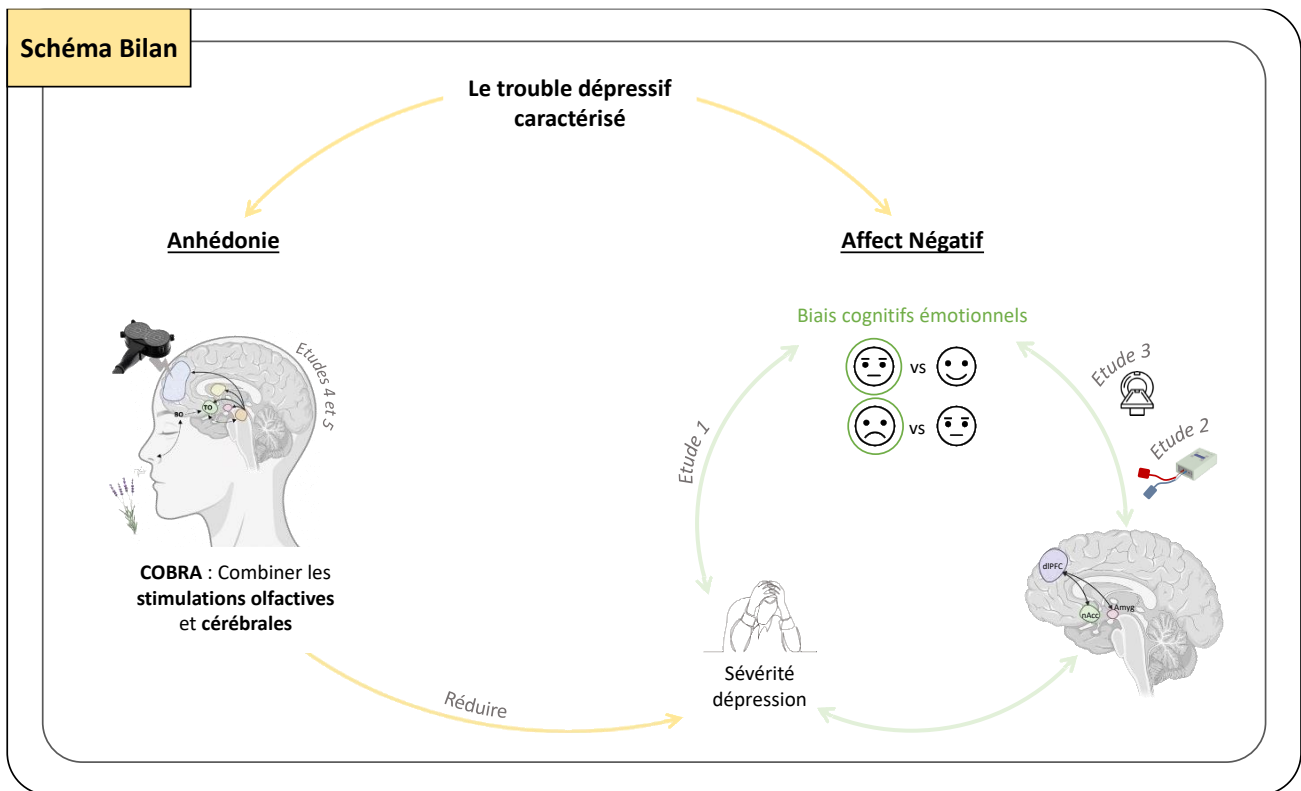 Schéma Bilan
Le trouble dépressif
caractérisé
Anhédonie
Affect Négatif
Biais cognitifs émotionnels
vs
vs
Etude 1
Etude 3
Etude 2
Etudes 4 et 5
BO
TO
COBRA : Combiner les
stimulations olfactives
et cérébrales
dlPFC
nAcc
Amyg
Sévérité
dépression
Réduire